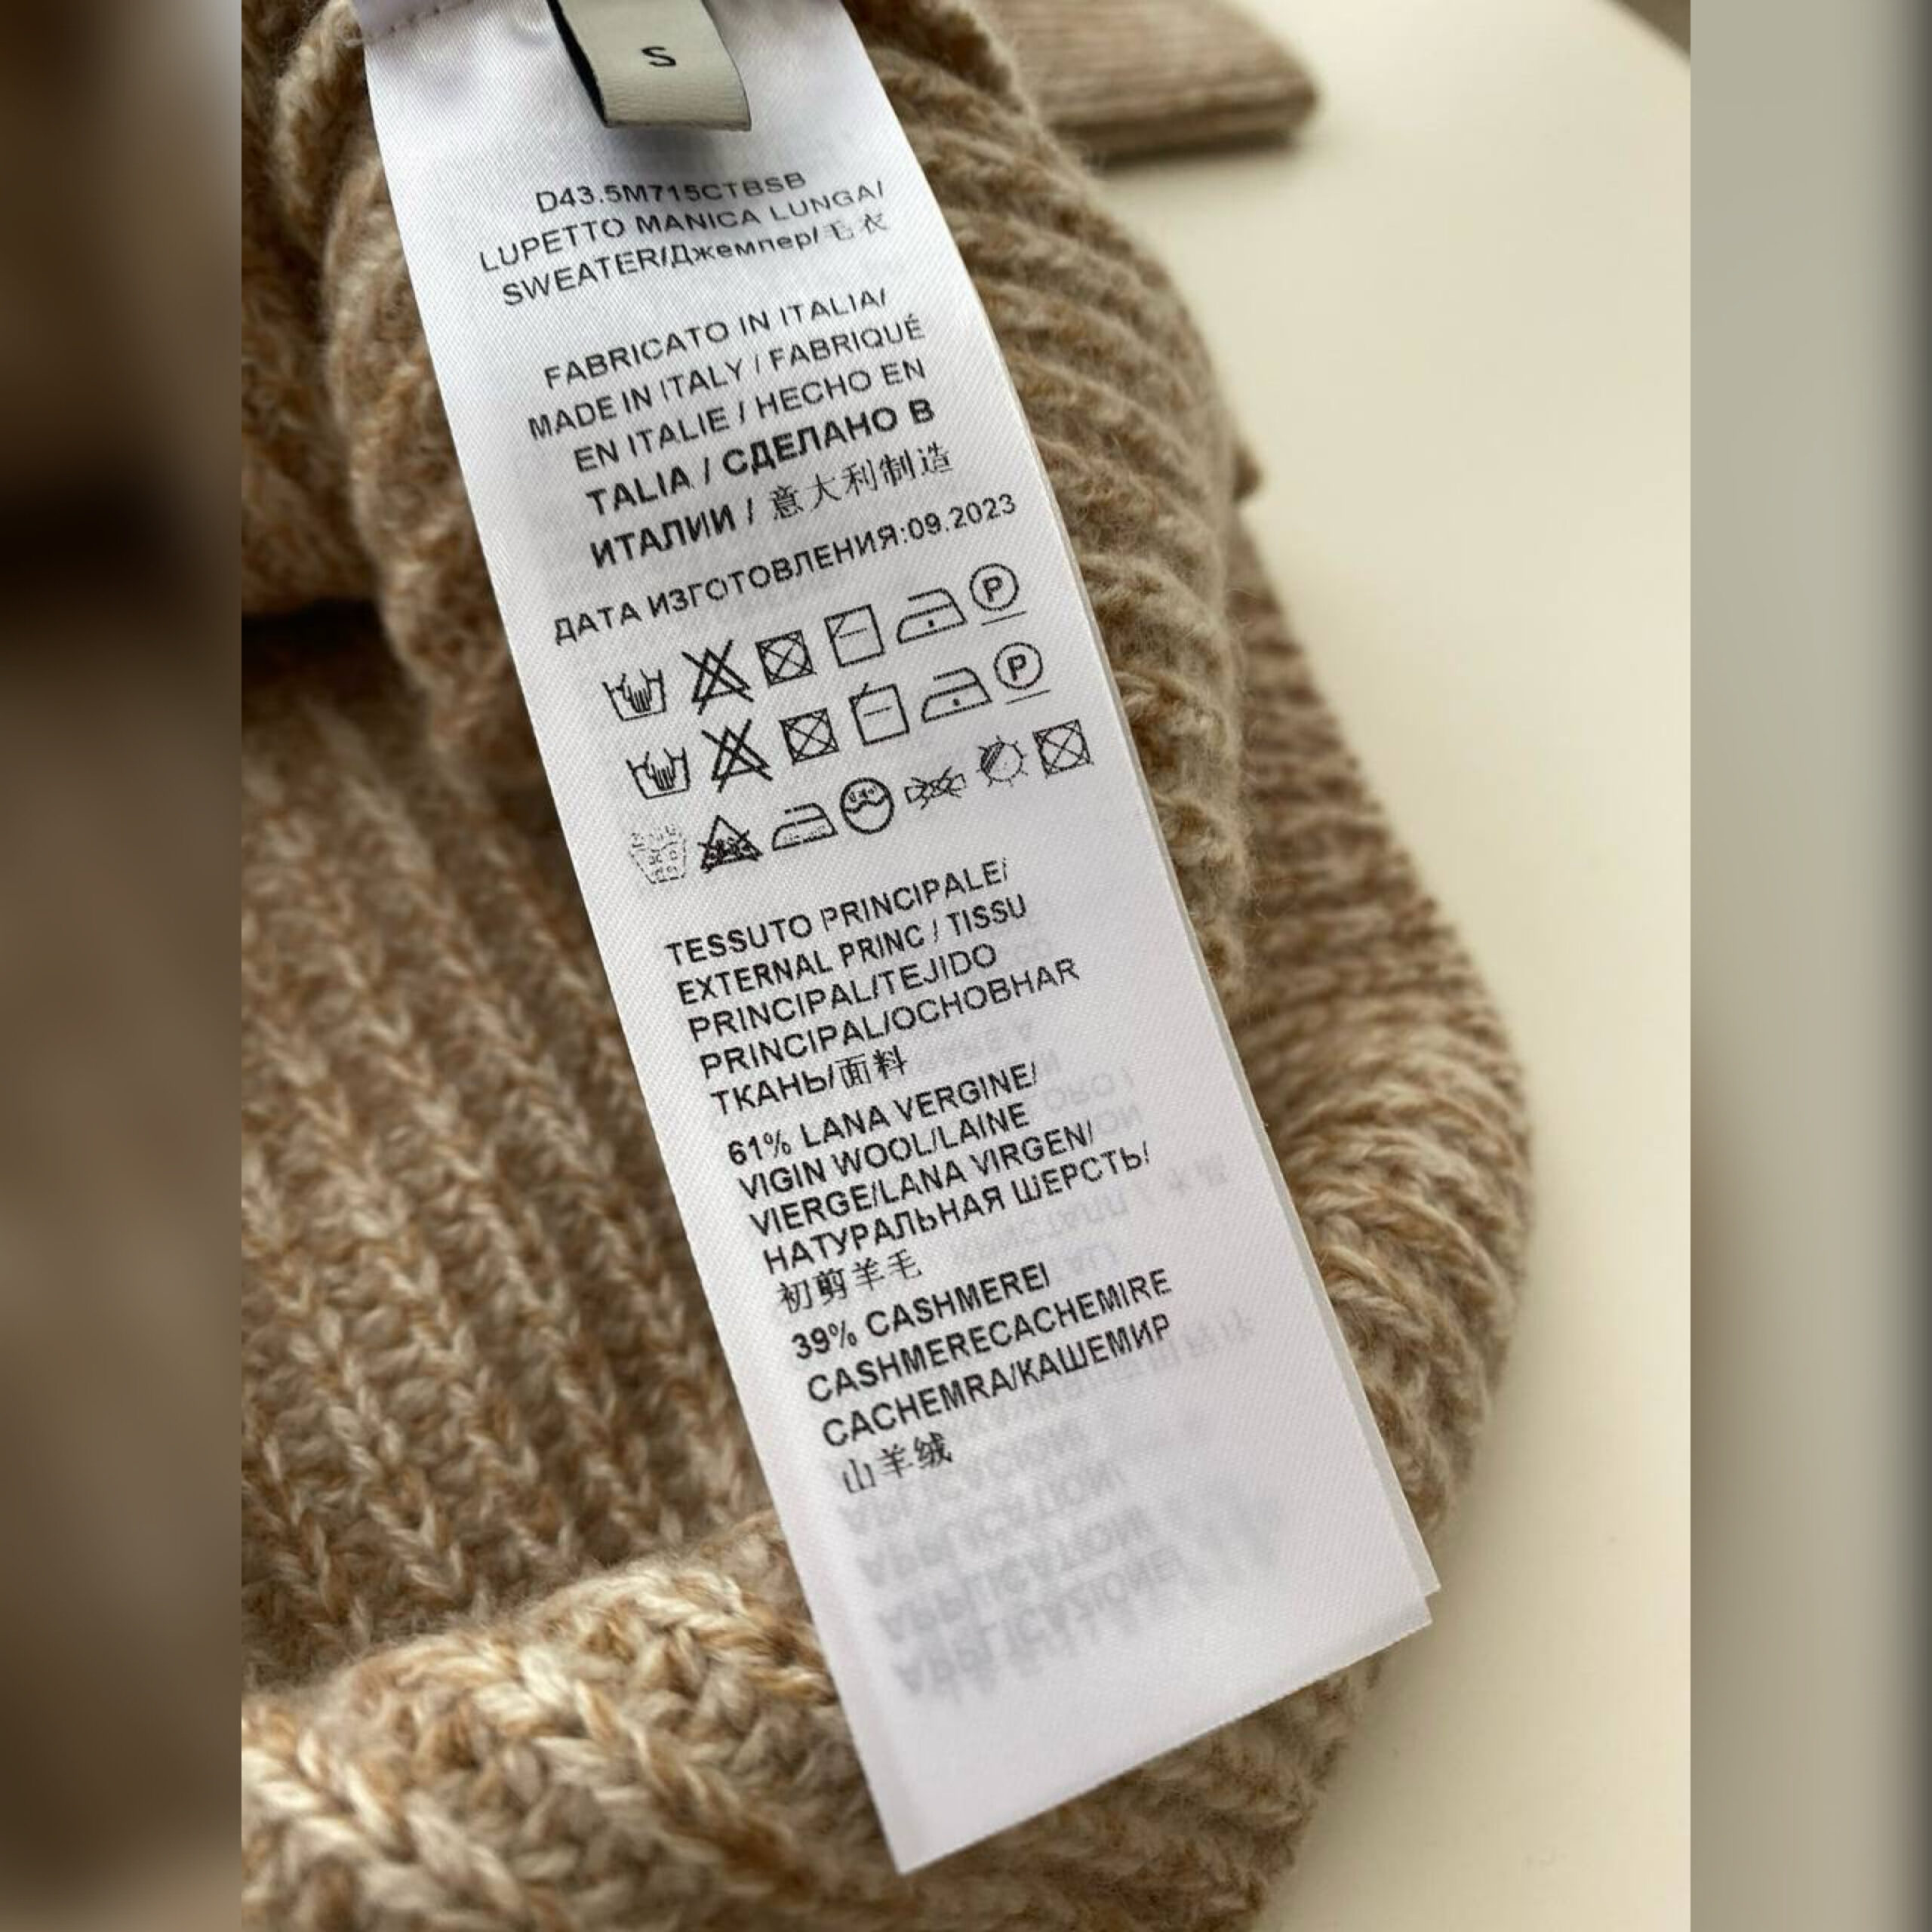 S
D43.5M715CTBSB
LUPETTO MANICA LUNGA/
SWEATER/Джемпер/毛衣
FABRICATO IN ITALIA/
MADE IN ITALY / FABRIQUÉ
EN ITALIE / HECHO EN
TALIA / СДЕЛАНО В
ИТАЛИИ / 意大利制造
ДАТА ИЗГОТОВЛЕНИЯ:09.2023
P
P
TESSUTO PRINCIPALE/
EXTERNAL PRINC / TISSU
PRINCIPAL/TEJIDO
PRINCIPAL/ОСНОВНАR
ТКАНЬ/面料
61% LANA VERGINE/
VIGIN WOOL/LAINE
VIERGE/LANA VIRGEN/
НАТУРАЛЬНАЯ ШЕРСТЬ/
初剪羊毛
39% CASHMEREI
CASHMERECACHEMIRE
CACHEMRA/КАШЕМИР
山羊绒